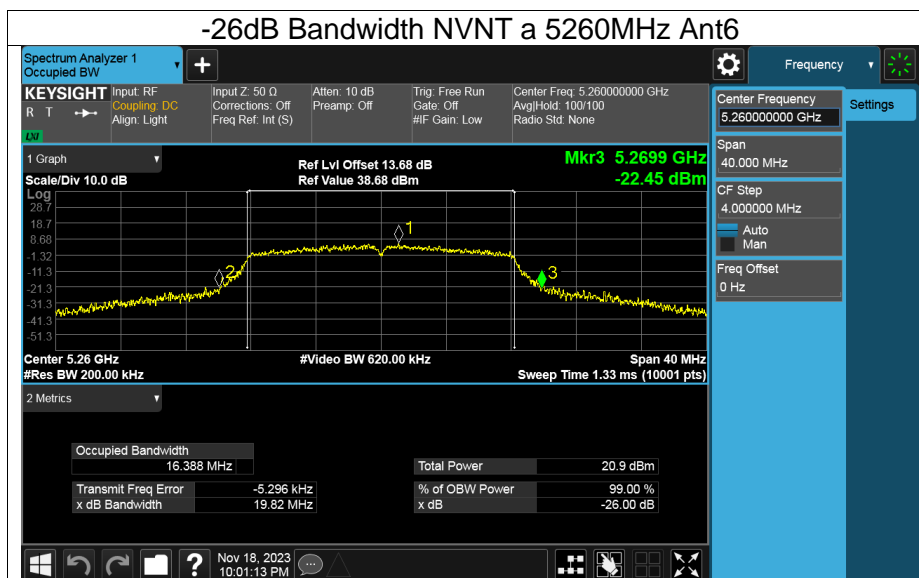 -26dB Bandwidth NVNT a 5260MHz Ant6
Spectrum Analyzer 1
Occupied BW
Frequency
KEYSIGHT
R T
LXI
Input: RF
Coupling: DC
Align: Light
Input Z: 50 Ω
Corrections: Off
Freq Ref: Int (S)
Atten: 10 dB
Preamp: Off
Trig: Free Run
Gate: Off
#IF Gain: Low
Center Freq: 5.260000000 GHz
Avg|Hold: 100/100
Radio Std: None
Center Frequency
5.260000000 GHz
Settings
Span
40.000 MHz
CF Step
4.000000 MHz
Auto
Man
Freq Offset
0 Hz
1 Graph
Scale/Div 10.0 dB
Ref Lvl Offset 13.68 dB
Ref Value 38.68 dBm
Mkr3 5.2699 GHz
-22.45 dBm
Log
28.7
18.7
8.68
-1.32
-11.3
-21.3
-31.3
-41.3
-51.3
1
2
3
Center 5.26 GHz
#Video BW 620.00 kHz
Span 40 MHz
#Res BW 200.00 kHz
Sweep Time 1.33 ms (10001 pts)
2 Metrics
Occupied Bandwidth
16.388 MHz
Total Power 20.9 dBm
Transmit Freq Error -5.296 kHz
% of OBW Power 99.00 %
x dB Bandwidth 19.82 MHz
x dB -26.00 dB
?
Nov 18, 2023
10:01:13 PM